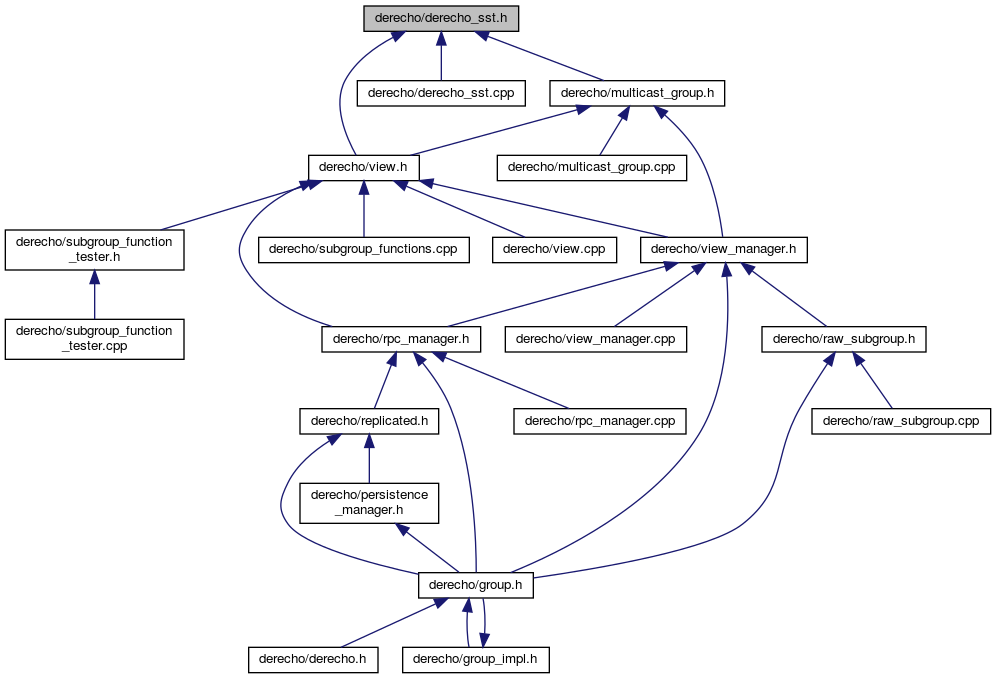 derecho/derecho_sst.h
derecho/derecho_sst.cpp
derecho/multicast_group.h
derecho/view.h
derecho/multicast_group.cpp
derecho/subgroup_function
_tester.h
derecho/subgroup_functions.cpp
derecho/view.cpp
derecho/view_manager.h
derecho/subgroup_function
_tester.cpp
derecho/rpc_manager.h
derecho/view_manager.cpp
derecho/raw_subgroup.h
derecho/replicated.h
derecho/rpc_manager.cpp
derecho/raw_subgroup.cpp
derecho/persistence
_manager.h
derecho/group.h
derecho/derecho.h
derecho/group_impl.h